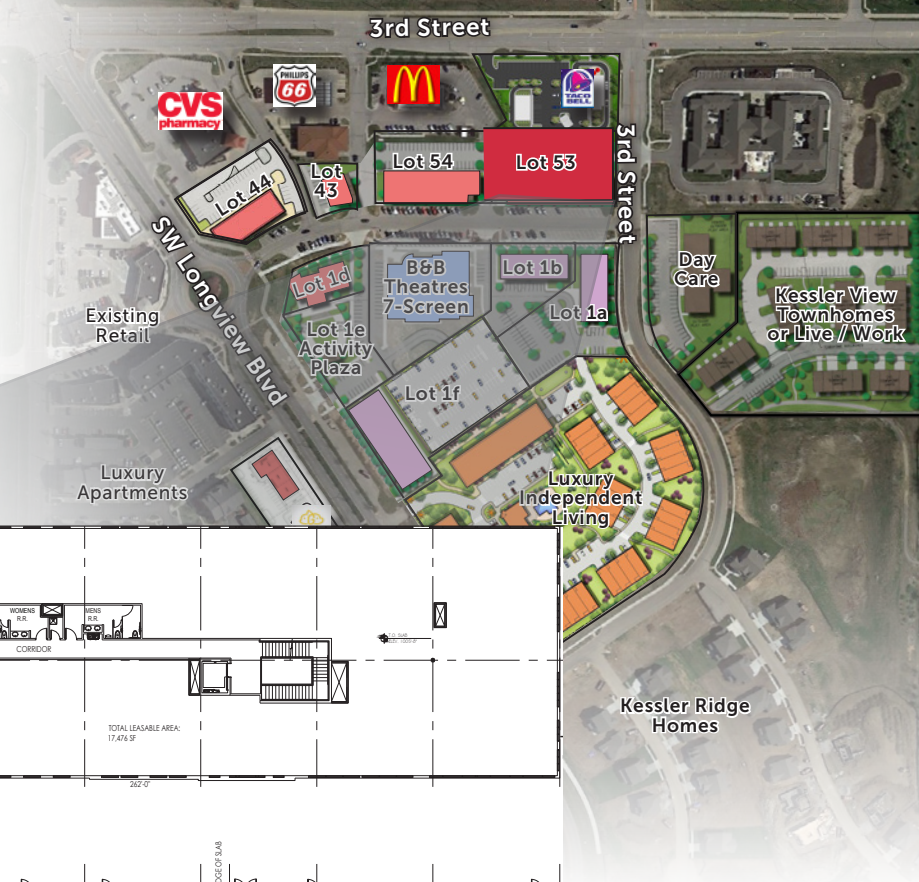 3rd Street
PHILLIPS
66
CVS
pharmacy
TACO
BELL
3rd Street
Lot 54
Lot 53
Lot
43
Lot 44
SW Longview Blvd
Day
Care
B&B
Theatres
7-Screen
Lot 1b
Lot 1d
Kessler View
Townhomes
or Live / Work
Existing
Retail
Lot 1a
Lot 1e
Activity
Plaza
Lot 1f
Luxury
Apartments
Luxury
Independent
Living
WOMENS
R.R.
MENS
R.R.
CORRIDOR
T.O. SLAB
TOTAL LEASABLE AREA:
17,476 SF
262'-0"
Kessler Ridge
Homes
OF SLAB